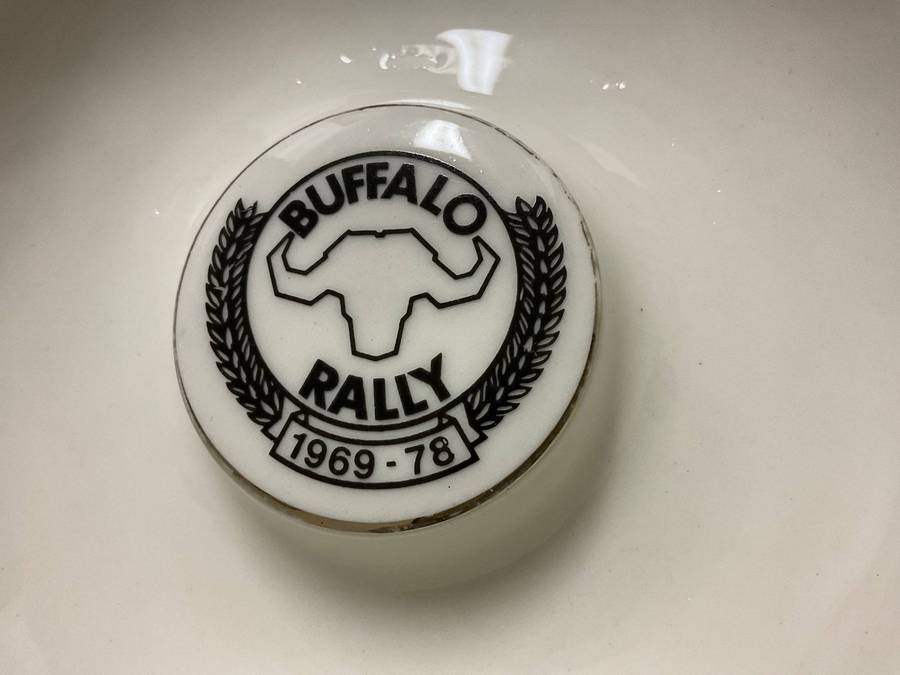 BUFFALO
RALLY
1969 - 78